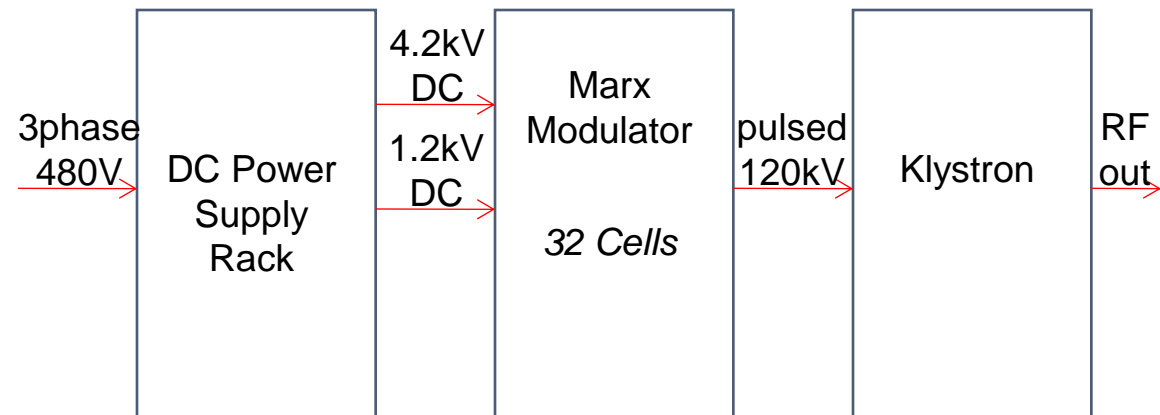 3phase
480V
DC Power
Supply
Rack
4.2kV
DC
1.2kV
DC
Marx
Modulator
32 Cells
pulsed
120kV
Klystron
RF
out